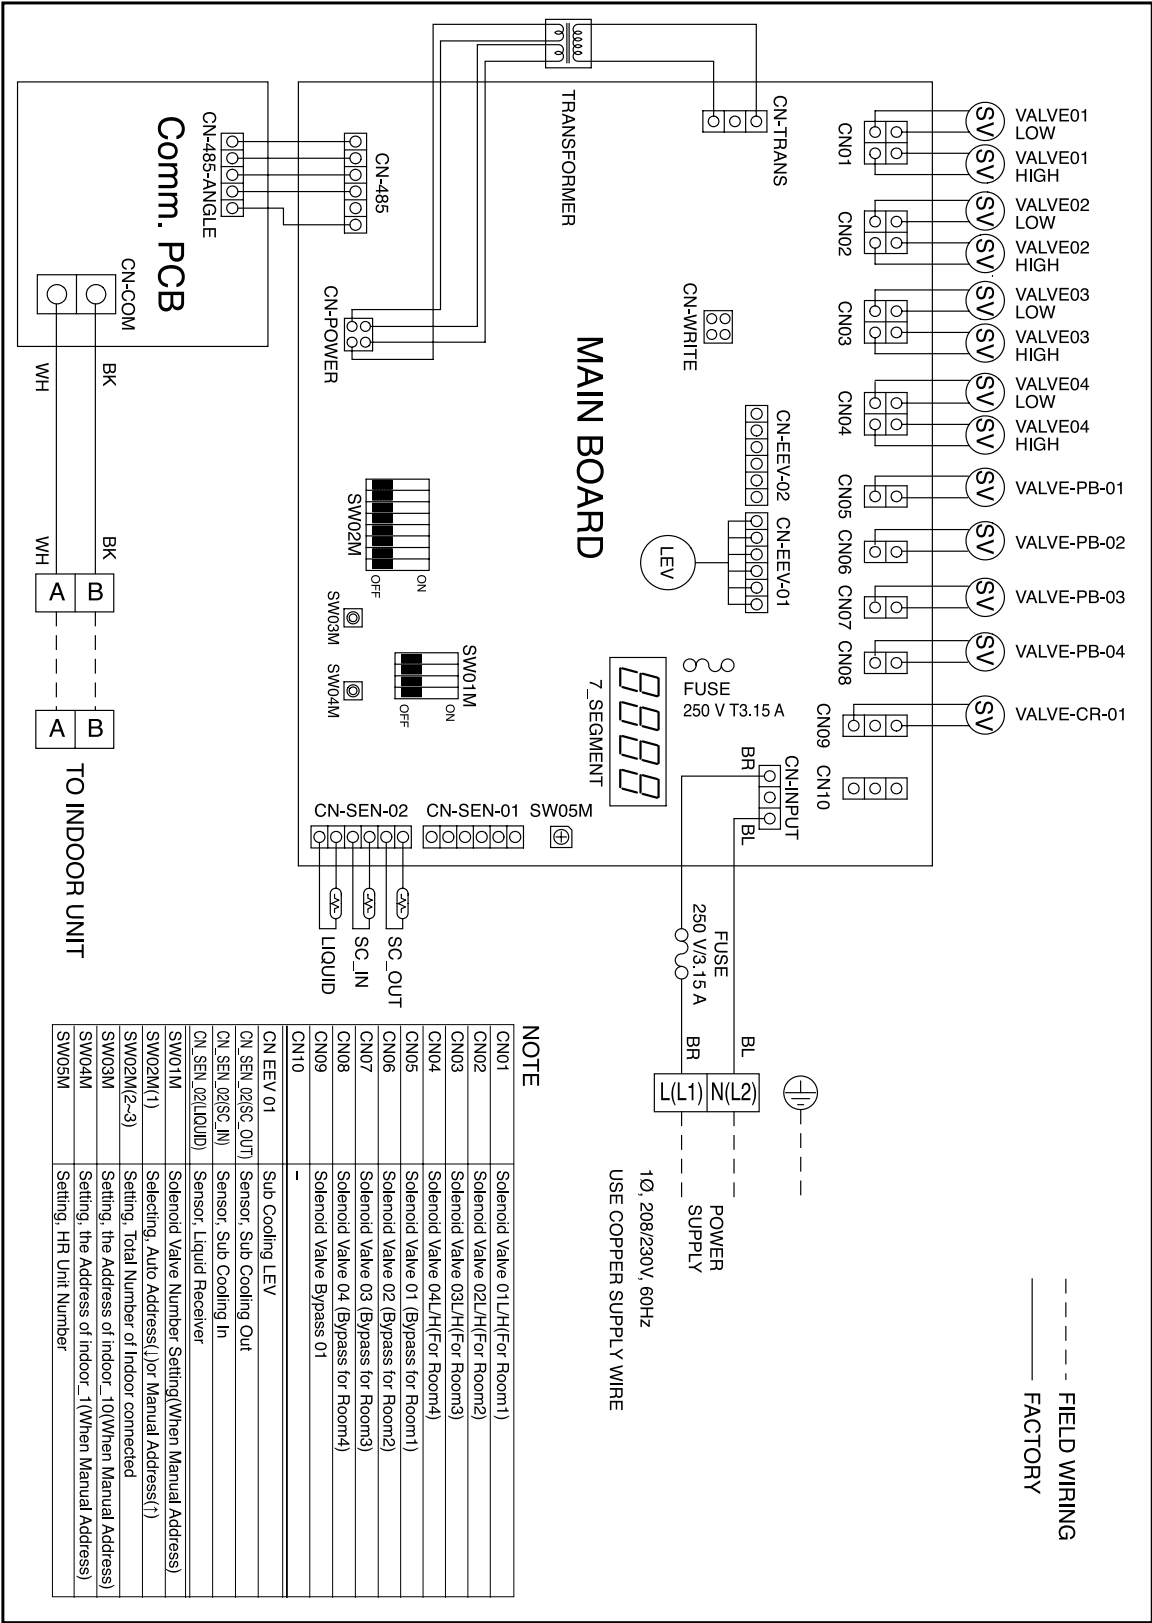 VALVE01
LOW
VALVE01
HIGH
VALVE02
LOW
VALVE02
HIGH
VALVE03
LOW
VALVE03
HIGH
VALVE04
LOW
VALVE04
HIGH
VALVE-PB-01
VALVE-PB-02
VALVE-PB-03
VALVE-PB-04
VALVE-CR-01
SV
SV
SV
SV
SV
SV
SV
SV
SV
SV
SV
SV
SV
CN01
CN02
CN03
CN04
CN05
CN06
CN07
CN08
CN09
CN10
CN-TRANS
TRANSFORMER
CN-WRITE
CN-EEV-02
CN-EEV-01
LEV
FUSE
250 V T3.15 A
7_SEGMENT
CN-INPUT
BR
BL
MAIN BOARD
CN-485
CN-485-ANGLE
Comm. PCB
CN-COM
CN-POWER
SW02M
ON
OFF
SW03M
SW04M
SW01M
ON
OFF
CN-SEN-02
CN-SEN-01
SW05M
LIQUID
SC_IN
SC_OUT
BK
WH
BK
WH
A
B
A
B
TO INDOOR UNIT
FUSE
250 V/3.15 A
BR
BL
L(L1)
N(L2)
POWER
SUPPLY
1Ø, 208/230V, 60Hz
USE COPPER SUPPLY WIRE
FIELD WIRING
FACTORY
NOTE
CN01 Solenoid Valve 01L/H(For Room1)
CN02 Solenoid Valve 02L/H(For Room2)
CN03 Solenoid Valve 03L/H(For Room3)
CN04 Solenoid Valve 04L/H(For Room4)
CN05 Solenoid Valve 01 (Bypass for Room1)
CN06 Solenoid Valve 02 (Bypass for Room2)
CN07 Solenoid Valve 03 (Bypass for Room3)
CN08 Solenoid Valve 04 (Bypass for Room4)
CN09 Solenoid Valve Bypass 01
CN10 –
CN EEV 01 Sub Cooling LEV
CN_SEN_02(SC_OUT) Sensor, Sub Cooling Out
CN_SEN_02(SC_IN) Sensor, Sub Cooling In
CN_SEN_02(LIQUID) Sensor, Liquid Receiver
SW01M Solenoid Valve Number Setting(When Manual Address)
SW02M(1) Selecting, Auto Address(↓)or Manual Address(↑)
SW02M(2~3) Setting, Total Number of Indoor connected
SW03M Setting, the Address of indoor_10(When Manual Address)
SW04M Setting, the Address of indoor_1(When Manual Address)
SW05M Setting, HR Unit Number